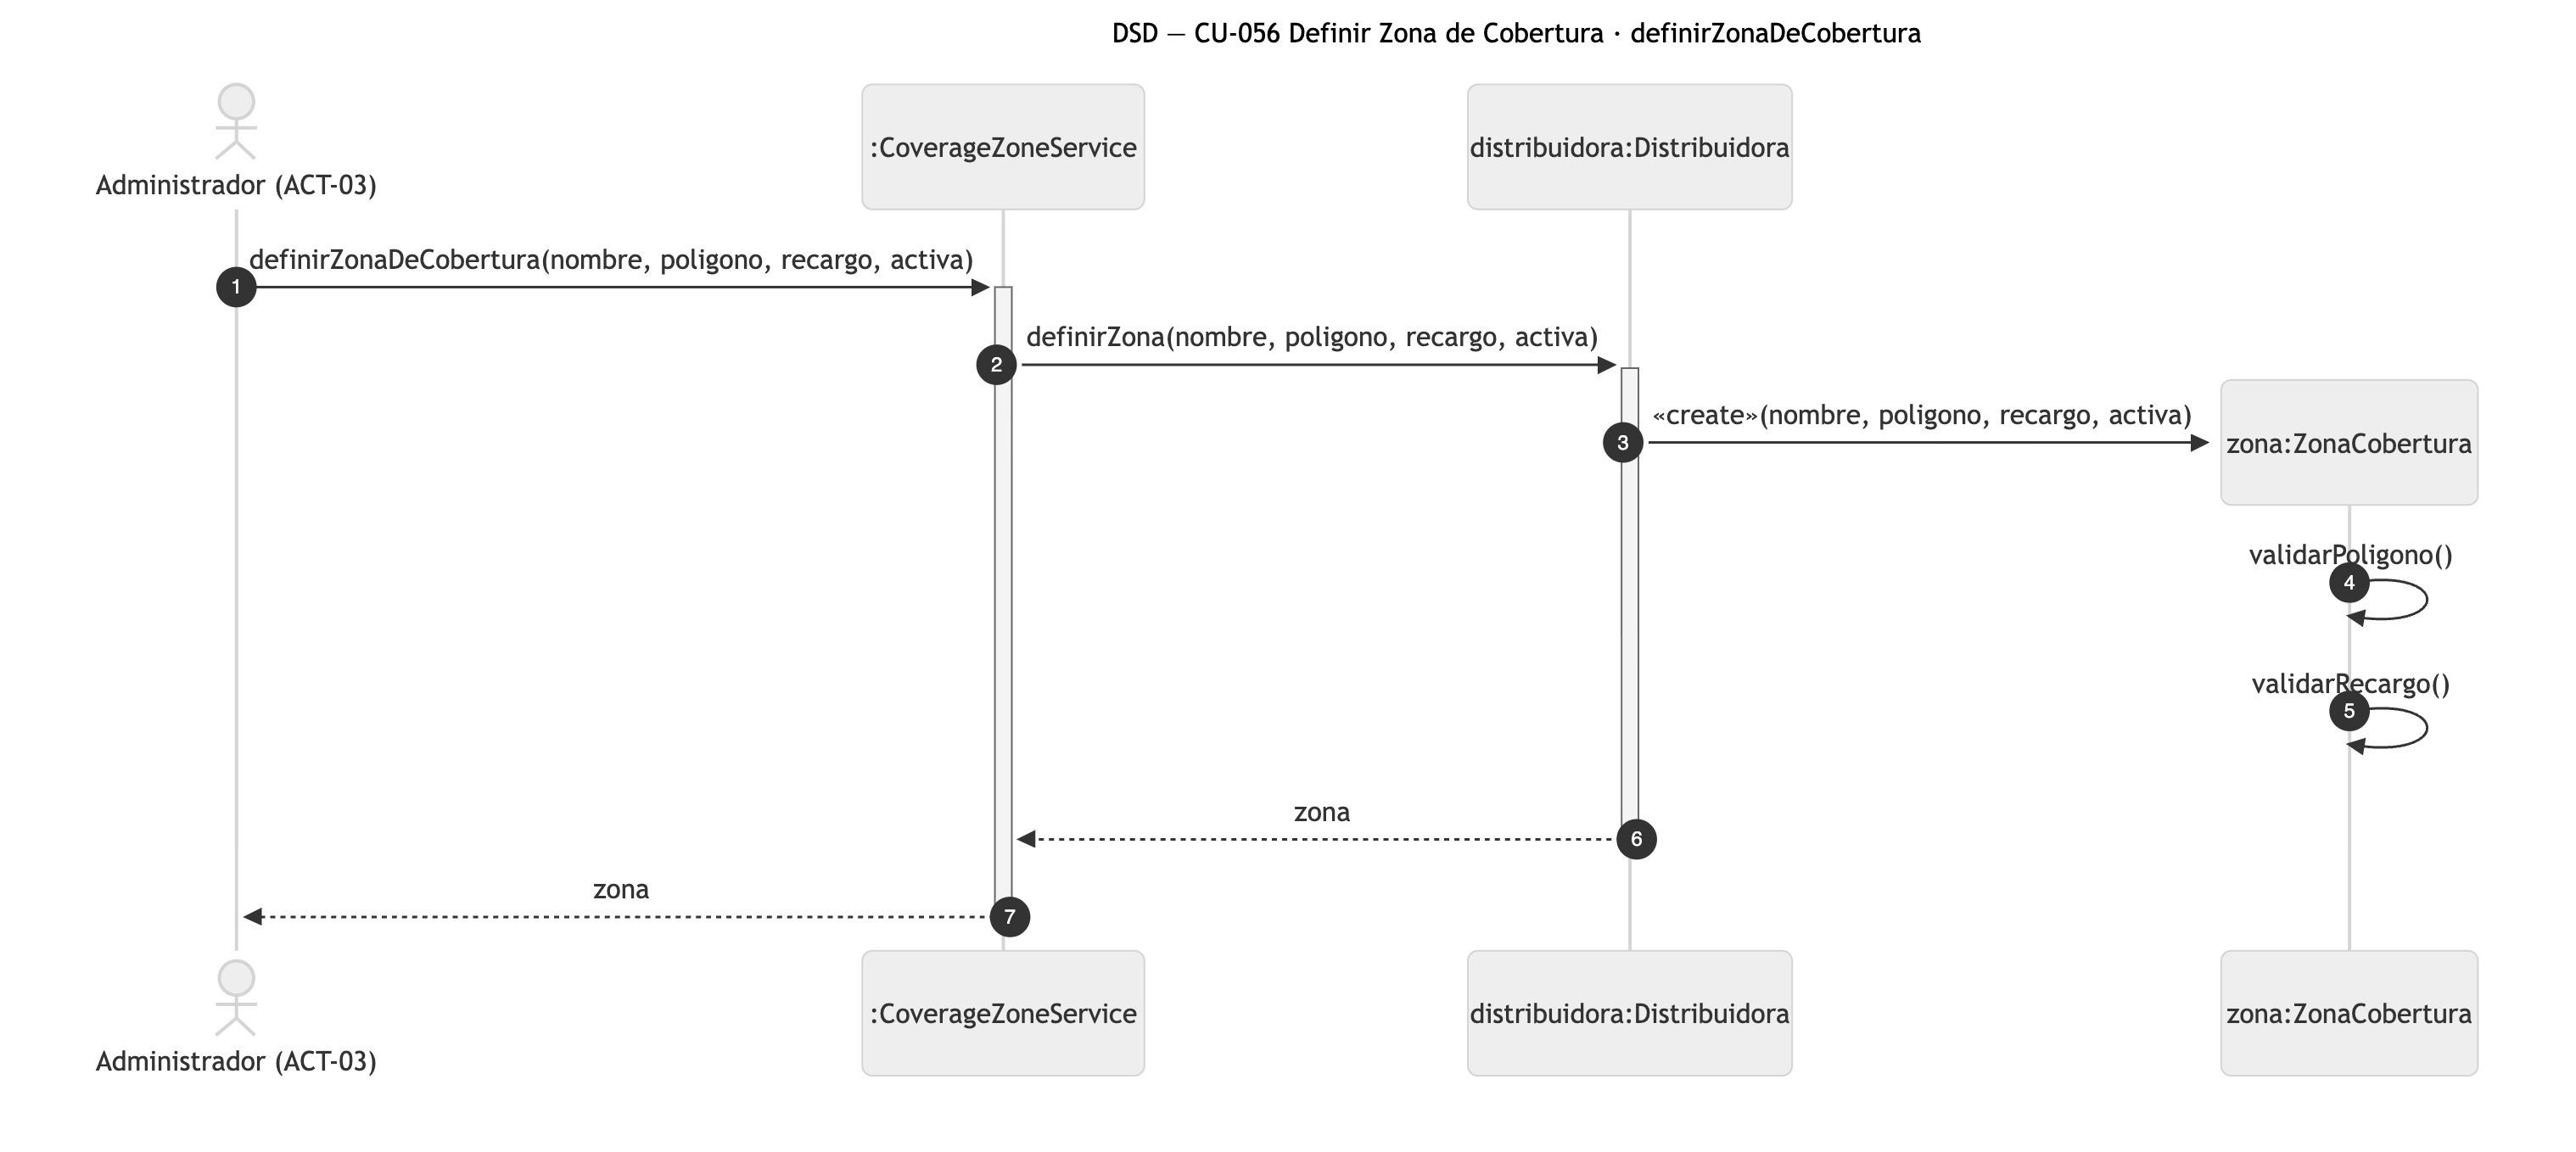 DSD — CU-056 Definir Zona de Cobertura · definirZonaDeCobertura
Administrador (ACT-03)
:CoverageZoneService
distribuidora:Distribuidora
definirZonaDeCobertura(nombre, poligono, recargo, activa)
1
definirZona(nombre, poligono, recargo, activa)
2
«create»(nombre, poligono, recargo, activa)
3
zona:ZonaCobertura
validarPoligono()
4
validarRecargo()
5
zona
6
zona
7
Administrador (ACT-03)
:CoverageZoneService
distribuidora:Distribuidora
zona:ZonaCobertura